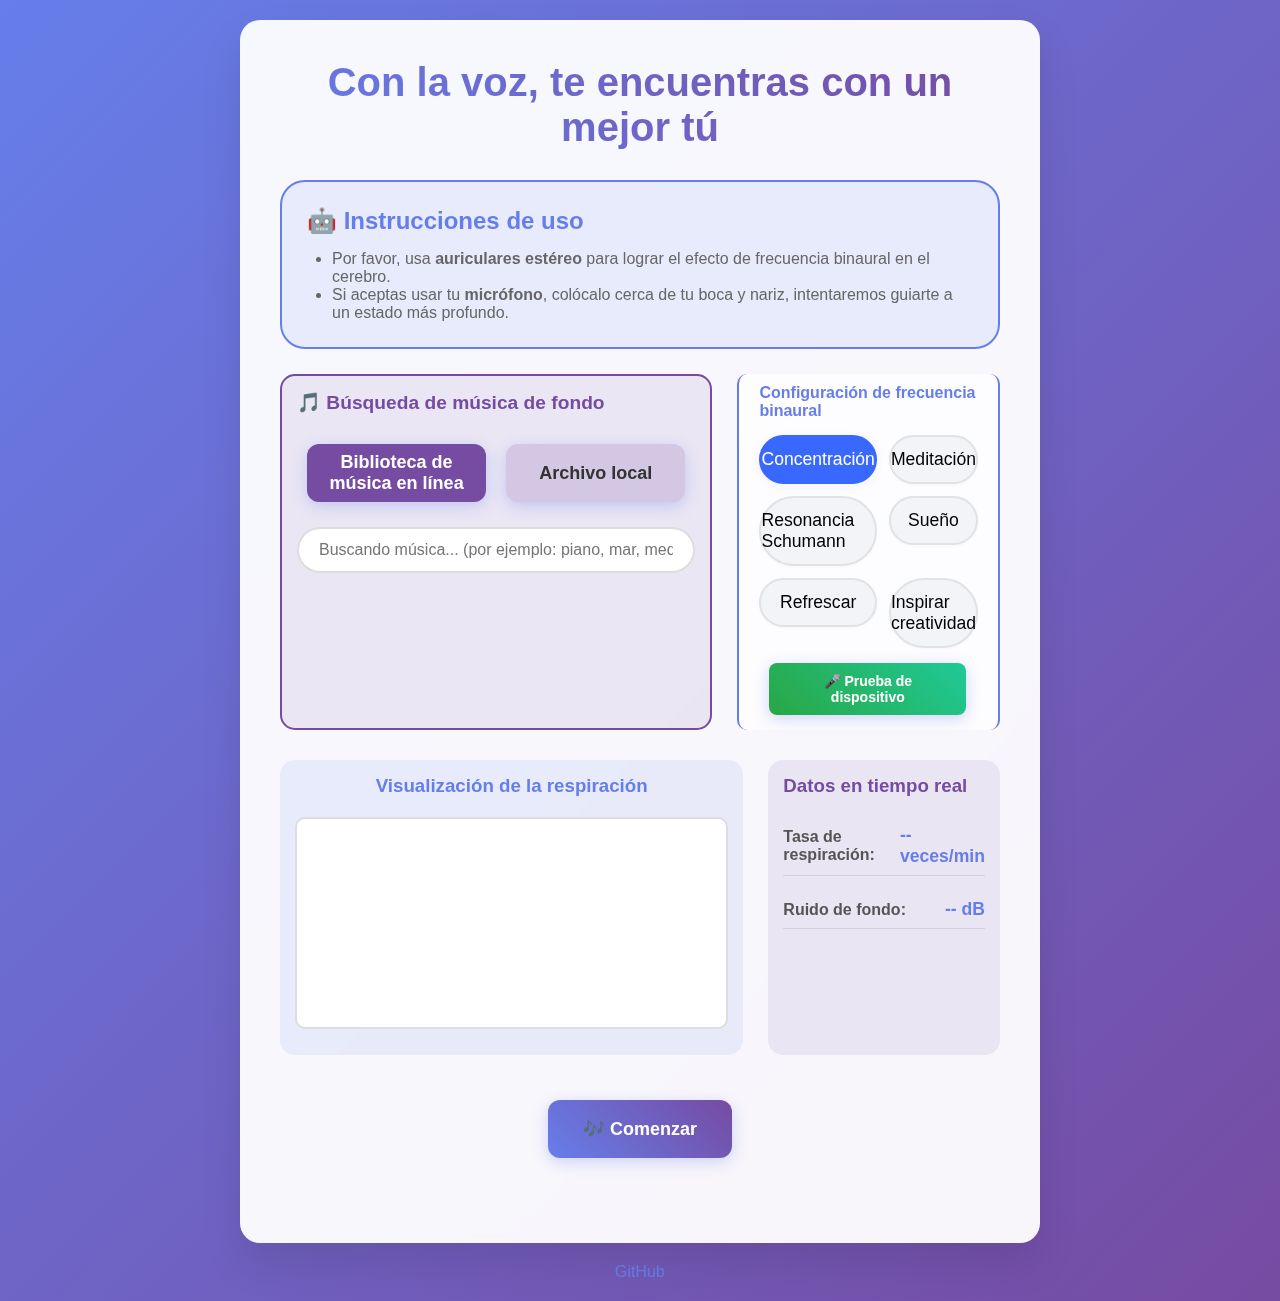 Con la voz, te encuentras con un
mejor tú
🤖 Instrucciones de uso
• Por favor, usa auriculares estéreo para lograr el efecto de frecuencia binaural en el
cerebro.
• Si aceptas usar tu micrófono, colócalo cerca de tu boca y nariz, intentaremos guiarte a
un estado más profundo.
🎵 Búsqueda de música de fondo
Biblioteca de
música en línea
Archivo local
Buscando música... (por ejemplo: piano, mar, mec
Configuración de frecuencia
binaural
Concentración
Meditación
Resonancia
Schumann
Sueño
Refrescar
Inspirar
creatividad
🎤 Prueba de
dispositivo
Visualización de la respiración
Datos en tiempo real
Tasa de
respiración:
--
veces/min
Ruido de fondo:
-- dB
🎶 Comenzar
GitHub